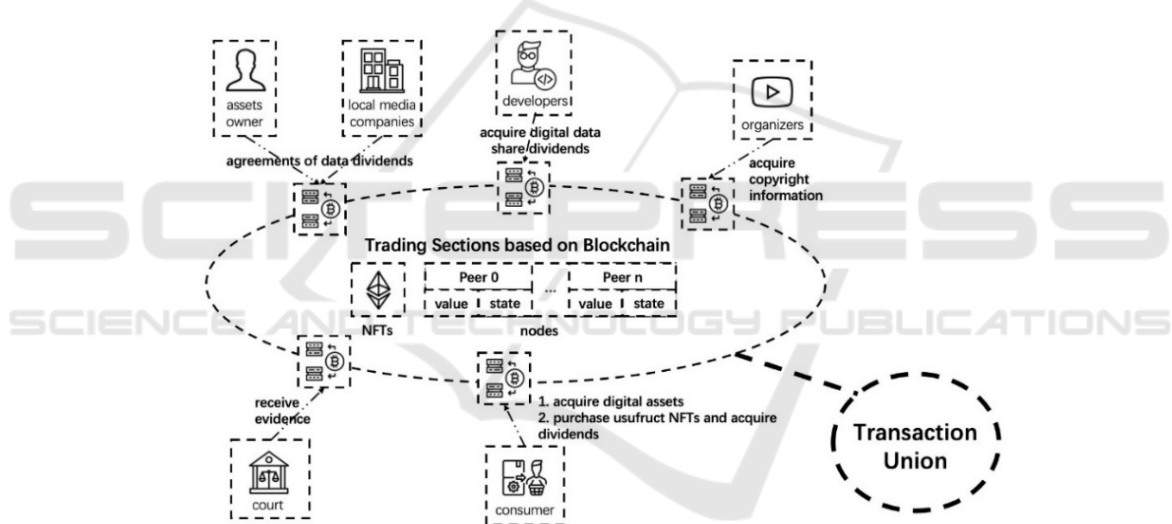 assets
owner
local media
companies
developers
organizers
agreements of data dividends
acquire digital data
share dividends
acquire
copyright
information
SCITEPRESS
SCIENCE AND TECHNOLOGY PUBLICATIONS
Trading Sections based on Blockchain
Peer 0
...
Peer n
value
state
value
state
NFTs
nodes
receive
evidence
1. acquire digital assets
2. purchase usufruct NFTs and acquire
dividends
court
consumer
Transaction
Union